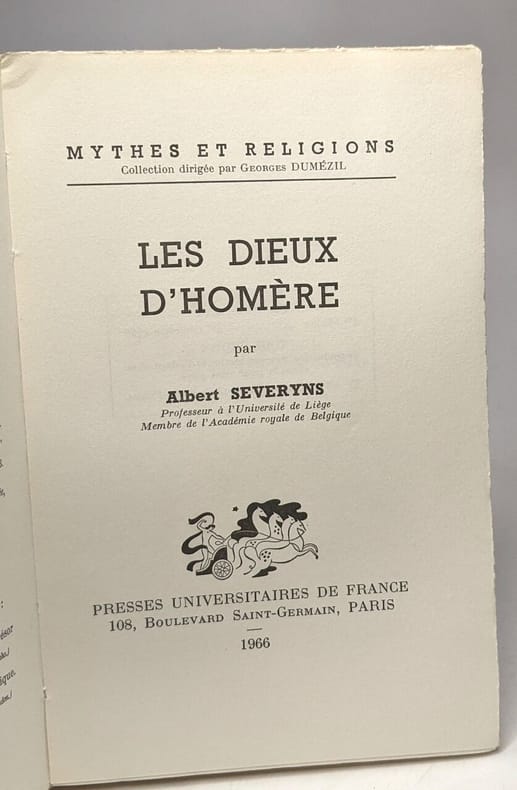 MYTHES ET RELIGIONS
Collection dirigée par GEORGES DUMÉZIL
LES DIEUX
D'HOMÈRE
par
Albert SEVERYNS
Professeur à l'Université de Liège
Membre de l'Académie royale de Belgique
PRESSES UNIVERSITAIRES DE FRANCE
108, BOULEVARD SAINT-GERMAIN, PARIS
1966